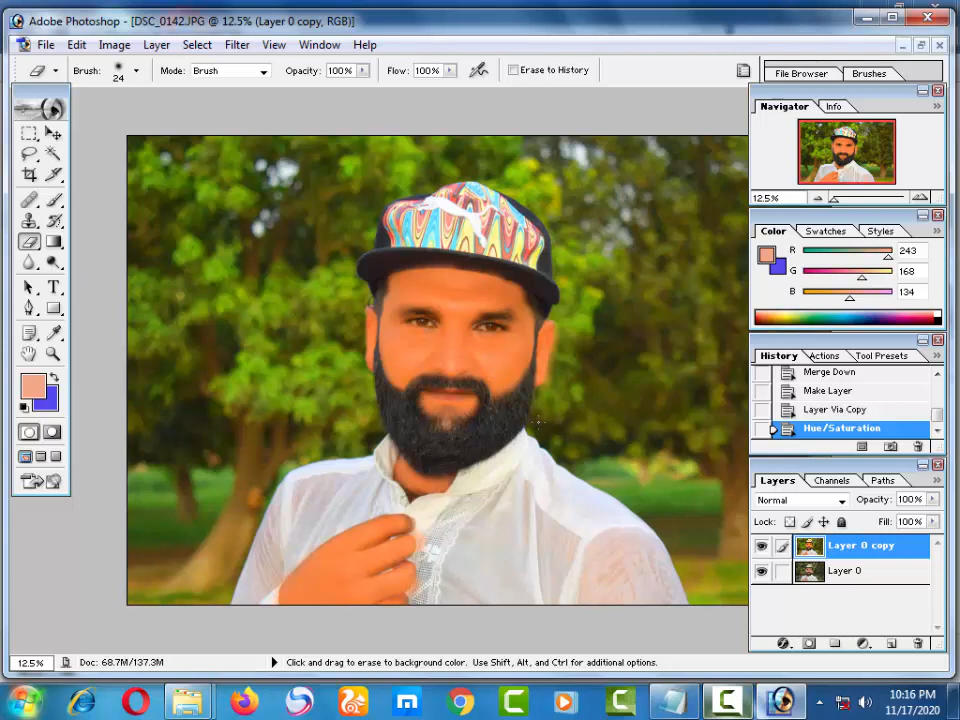 Adobe Photoshop - [DSC_0142.JPG @ 12.5% (Layer 0 copy, RGB)]
File Edit Image Layer Select Filter View Window Help
Brush: 24 Mode: Brush Opacity: 100% Flow: 100% Erase to History File Browser Brushes
Navigator Info
12.5%
Color Swatches Styles
R 243
G 168
B 134
History Actions Tool Presets
Merge Down
Make Layer
Layer Via Copy
Hue/Saturation
Layers Channels Paths
Normal Opacity: 100%
Lock: Fill: 100%
Layer 0 copy
Layer 0
12.5% Doc: 68.7M/137.3M Click and drag to erase to background color. Use Shift, Alt, and Ctrl for additional options.
10:16 PM
11/17/2020